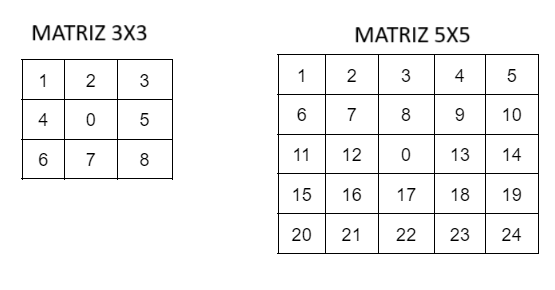 MATRIZ 3X3
1 2 3
4 0 5
6 7 8
MATRIZ 5X5
1 2 3 4 5
6 7 8 9 10
11 12 0 13 14
15 16 17 18 19
20 21 22 23 24